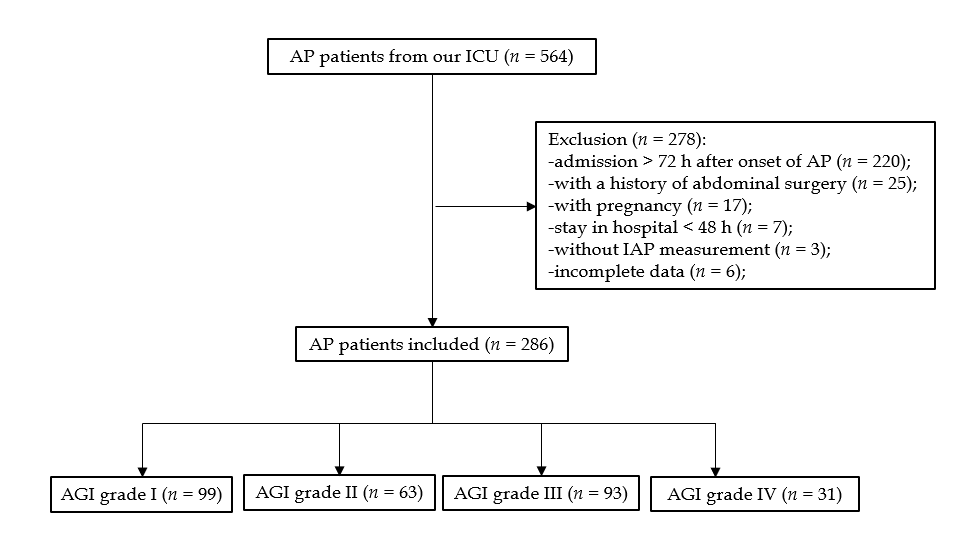 AP patients from our ICU (n = 564)
Exclusion (n = 278):
-admission > 72 h after onset of AP (n = 220);
-with a history of abdominal surgery (n = 25);
-with pregnancy (n = 17);
-stay in hospital < 48 h (n = 7);
-without IAP measurement (n = 3);
-incomplete data (n = 6);
AP patients included (n = 286)
AGI grade I (n = 99)
AGI grade II (n = 63)
AGI grade III (n = 93)
AGI grade IV (n = 31)